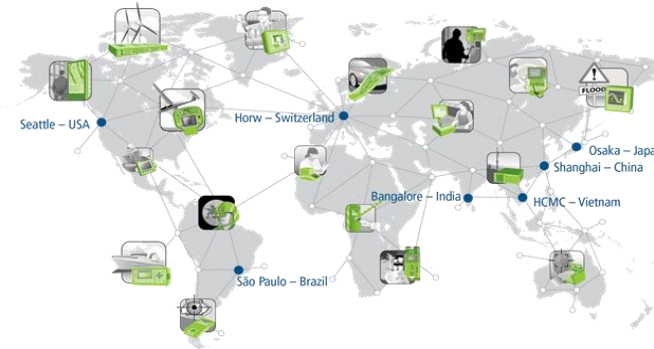 FLOOD
Seattle – USA
Horw – Switzerland
Osaka – Japa
Shanghai – China
Bangalore – India
HCMC – Vietnam
São Paulo – Brazil